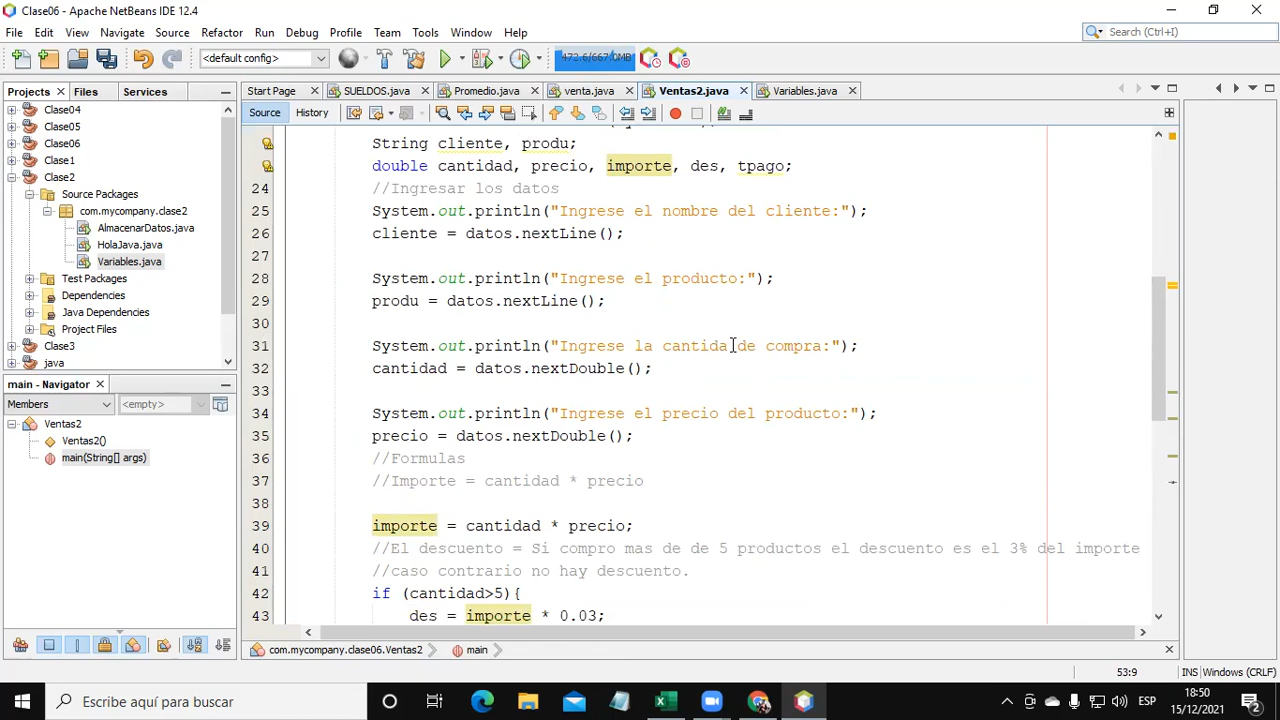 Clase06 - Apache NetBeans IDE 12.4
File Edit View Navigate Source Refactor Run Debug Profile Team Tools Window Help
Search (Ctrl+I)
<default config>
472.6/667.0MB
Projects Files Services
Start Page SUELDOS.java Promedio.java venta.java Ventas2.java Variables.java
Source History
Clase04
Clase05
Clase06
Clase1
Clase2
Source Packages
com.mycompany.clase2
AlmacenarDatos.java
HolaJava.java
Variables.java
Test Packages
Dependencies
Java Dependencies
Project Files
Clase3
java
main - Navigator
Members <empty>
Ventas2
Ventas2()
main(String[] args)
String cliente, produ;
double cantidad, precio, importe, des, tpago;
24 //Ingresar los datos
25 System.out.println("Ingrese el nombre del cliente:");
26 cliente = datos.nextLine();
27
28 System.out.println("Ingrese el producto:");
29 produ = datos.nextLine();
30
31 System.out.println("Ingrese la cantida de compra:");
32 cantidad = datos.nextDouble();
33
34 System.out.println("Ingrese el precio del producto:");
35 precio = datos.nextDouble();
36 //Formulas
37 //Importe = cantidad * precio
38
39 importe = cantidad * precio;
40 //El descuento = Si compro mas de de 5 productos el descuento es el 3% del importe
41 //caso contrario no hay descuento.
42 if (cantidad>5){
43 des = importe * 0.03;
com.mycompany.clase06.Ventas2 main
53:9 INS Windows (CRLF)
Escribe aquí para buscar
ESP
18:50
15/12/2021
2